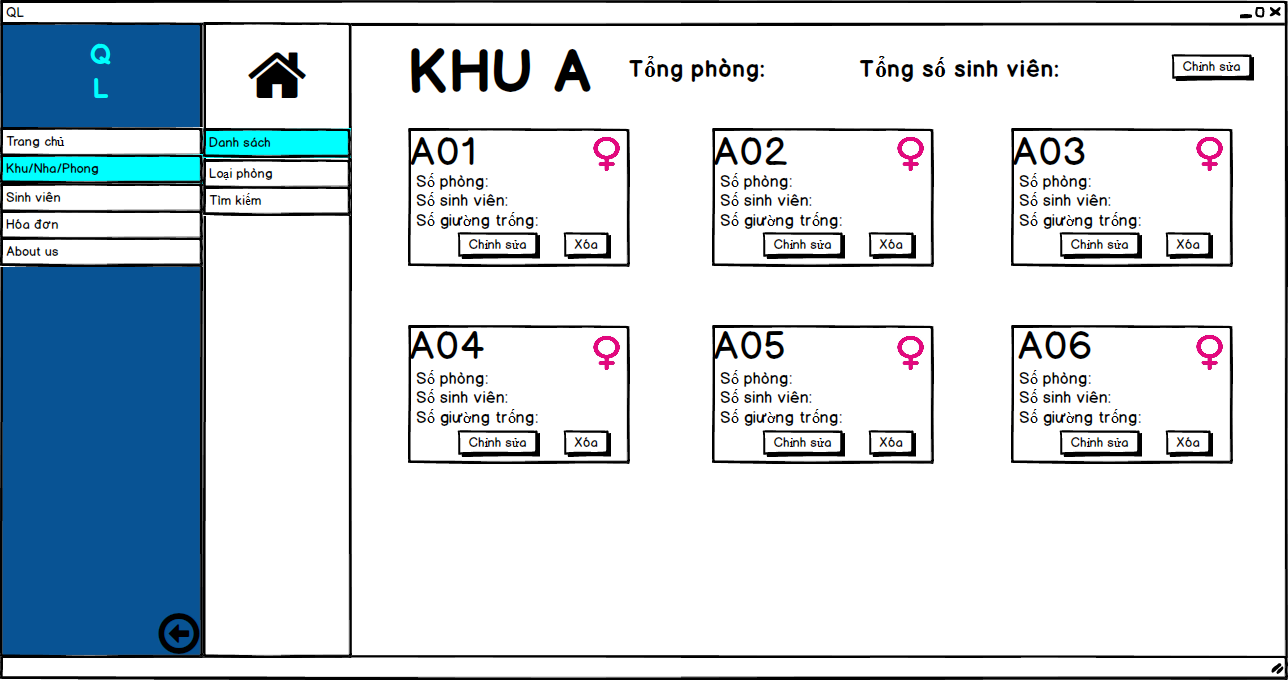 QL
Q
L
Trang chủ
Khu/Nha/Phong
Sinh viên
Hóa đơn
About us
Danh sách
Loại phòng
Tìm kiếm
KHU A
Tổng phòng:
Tổng số sinh viên:
Chỉnh sửa
A01
Số phòng:
Số sinh viên:
Số giường trống:
Chỉnh sửa
Xóa
A02
Số phòng:
Số sinh viên:
Số giường trống:
Chỉnh sửa
Xóa
A03
Số phòng:
Số sinh viên:
Số giường trống:
Chỉnh sửa
Xóa
A04
Số phòng:
Số sinh viên:
Số giường trống:
Chỉnh sửa
Xóa
A05
Số phòng:
Số sinh viên:
Số giường trống:
Chỉnh sửa
Xóa
A06
Số phòng:
Số sinh viên:
Số giường trống:
Chỉnh sửa
Xóa